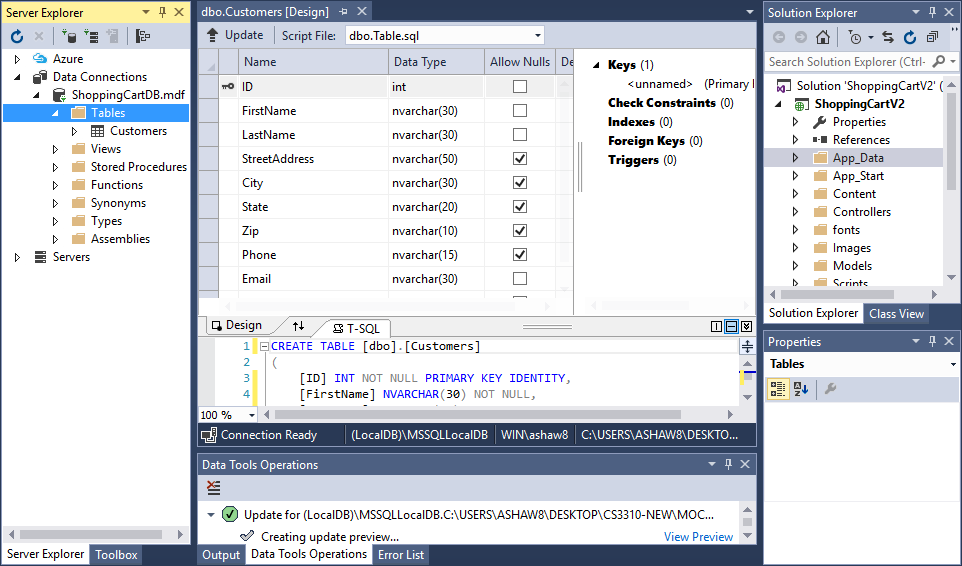 Server Explorer
Azure
Data Connections
ShoppingCartDB.mdf
Tables
Customers
Views
Stored Procedures
Functions
Synonyms
Types
Assemblies
Servers
Server Explorer Toolbox
dbo.Customers [Design]
Update Script File: dbo.Table.sql
Name Data Type Allow Nulls De
ID int
FirstName nvarchar(30)
LastName nvarchar(30)
StreetAddress nvarchar(50)
City nvarchar(30)
State nvarchar(20)
Zip nvarchar(10)
Phone nvarchar(15)
Email nvarchar(30)
Keys (1)
<unnamed> (Primary
Check Constraints (0)
Indexes (0)
Foreign Keys (0)
Triggers (0)
Design T-SQL
1 CREATE TABLE [dbo].[Customers]
2 (
3 [ID] INT NOT NULL PRIMARY KEY IDENTITY,
4 [FirstName] NVARCHAR(30) NOT NULL,
100 %
Connection Ready (LocalDB)\MSSQLLocalDB WIN\ashaw8 C:\USERS\ASHAW8\DESKTO...
Data Tools Operations
Update for (LocalDB)\MSSQLLocalDB.C:\USERS\ASHAW8\DESKTOP\CS3310-NEW\MOC...
Creating update preview... View Preview
Output Data Tools Operations Error List
Solution Explorer
Search Solution Explorer (Ctrl-
Solution 'ShoppingCartV2' (
ShoppingCartV2
Properties
References
App_Data
App_Start
Content
Controllers
fonts
Images
Models
Scripts
Solution Explorer Class View
Properties
Tables